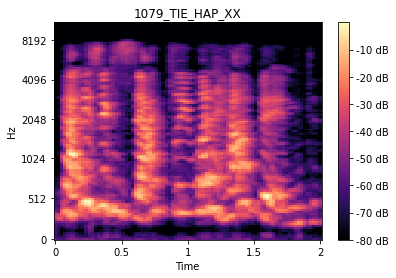 1079_TIE_HAP_XX
8192
4096
2048
1024
512
0
Hz
0
0.5
1
1.5
2
Time
-10 dB
-20 dB
-30 dB
-40 dB
-50 dB
-60 dB
-70 dB
-80 dB